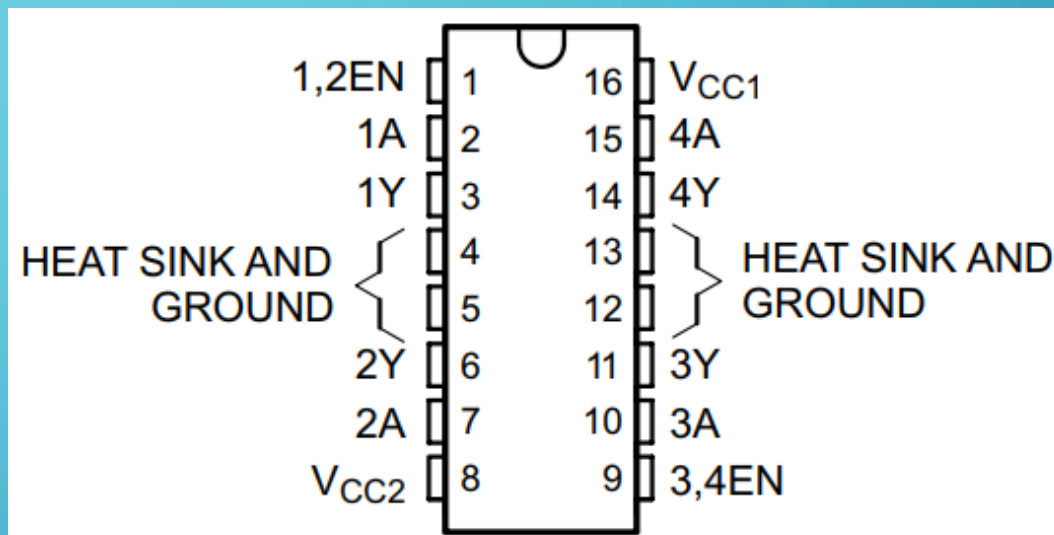 1,2EN 1 16 VCC1
1A 2 15 4A
1Y 3 14 4Y
HEAT SINK AND 4 13 HEAT SINK AND
GROUND 5 12 GROUND
2Y 6 11 3Y
2A 7 10 3A
VCC2 8 9 3,4EN